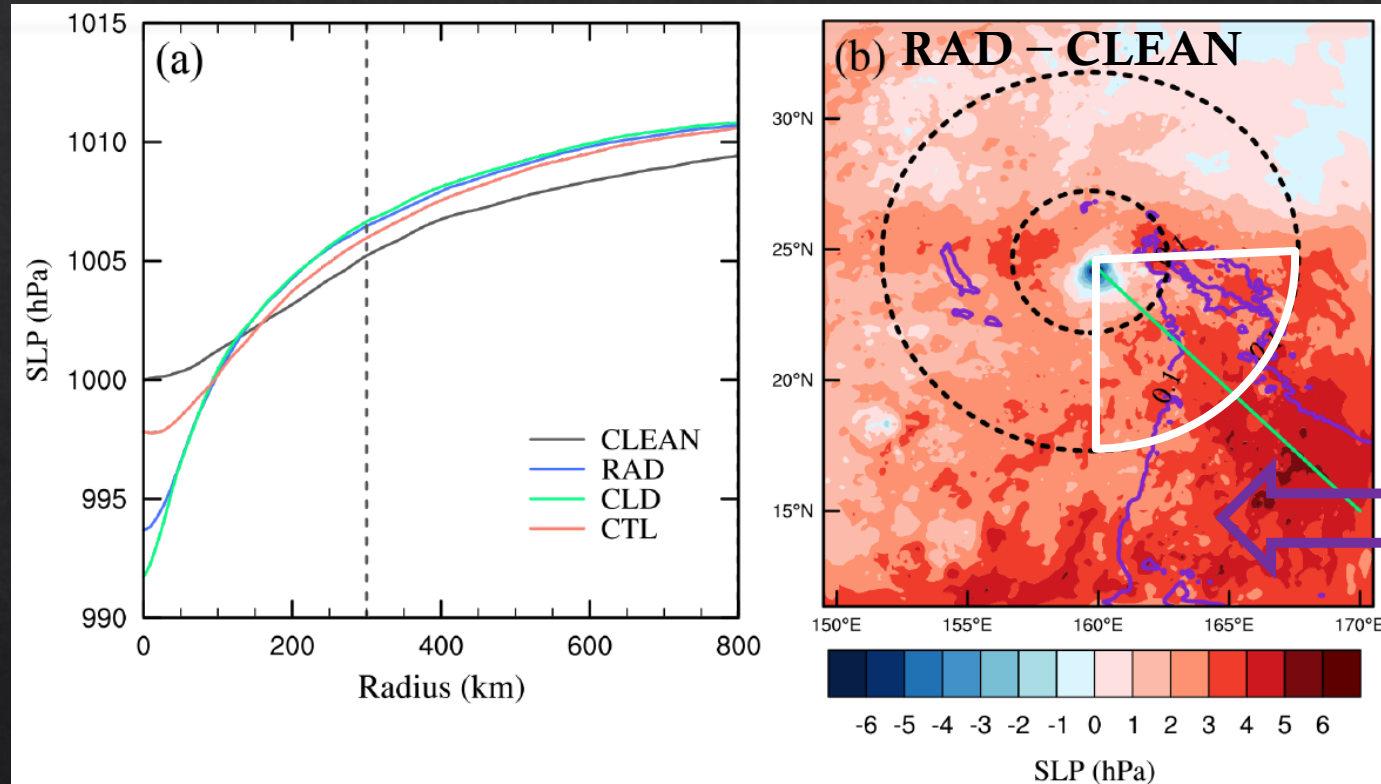 1015
1010
1005
1000
995
990
SLP (hPa)
(a)
CLEAN
RAD
CLD
CTL
0
200
400
600
800
Radius (km)
(b) RAD – CLEAN
30°N
25°N
20°N
15°N
0.1
0.1
150°E
155°E
160°E
165°E
170°E
-6 -5 -4 -3 -2 -1 0 1 2 3 4 5 6
SLP (hPa)